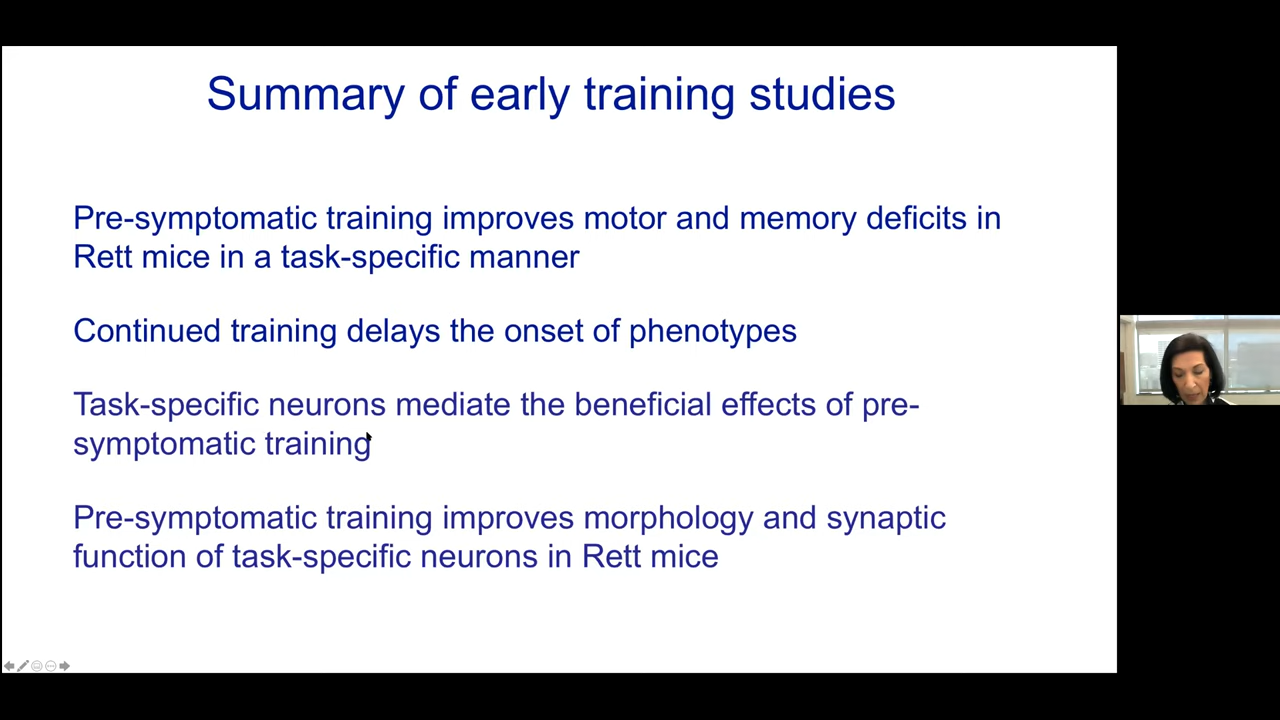 Summary of early training studies
Pre-symptomatic training improves motor and memory deficits in
Rett mice in a task-specific manner
Continued training delays the onset of phenotypes
Task-specific neurons mediate the beneficial effects of pre-
symptomatic training
Pre-symptomatic training improves morphology and synaptic
function of task-specific neurons in Rett mice